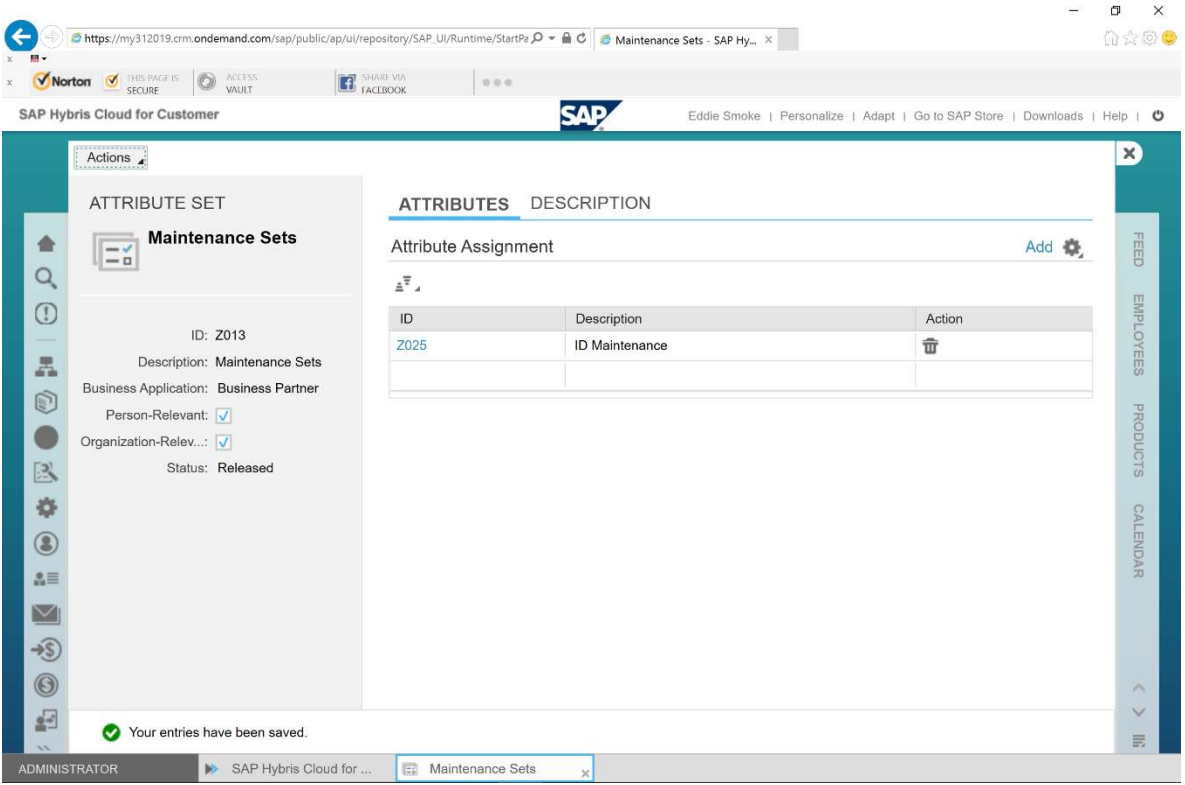 https://my312019.crm.ondemand.com/sap/public/ap/ui/repository/SAP_UI/Runtime/StartPa
Maintenance Sets - SAP Hy... ×
x
x Norton THIS PAGE IS SECURE ACCESS VAULT SHARE VIA FACEBOOK
SAP Hybris Cloud for Customer
SAP
Eddie Smoke | Personalize | Adapt | Go to SAP Store | Downloads | Help |
Actions
ATTRIBUTE SET
Maintenance Sets
ID: Z013
Description: Maintenance Sets
Business Application: Business Partner
Person-Relevant:
Organization-Relev...:
Status: Released
ATTRIBUTES DESCRIPTION
Attribute Assignment Add
ID Description Action
Z025 ID Maintenance
FEED
EMPLOYEES
PRODUCTS
CALENDAR
Your entries have been saved.
ADMINISTRATOR SAP Hybris Cloud for ... Maintenance Sets x